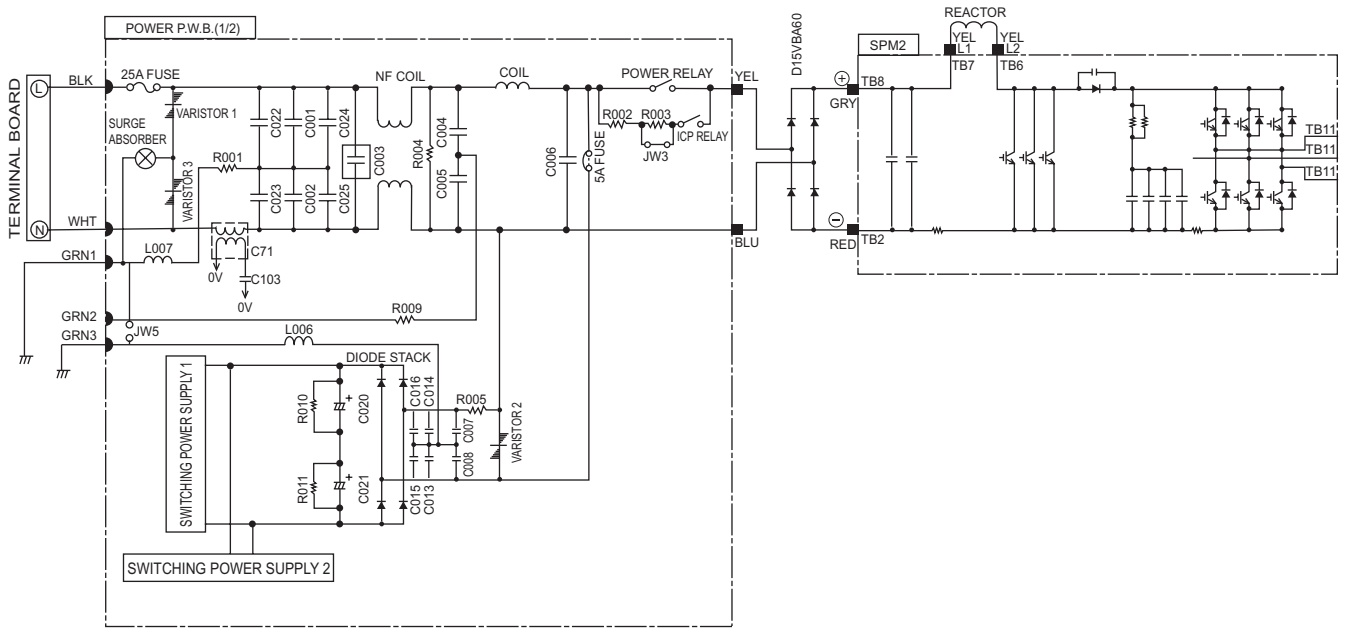 POWER P.W.B.(1/2)
REACTOR
YEL
L1
YEL
L2
SPM2
TB7
TB6
D15VBA60
TERMINAL BOARD
L
BLK
25A FUSE
NF COIL
COIL
POWER RELAY
YEL
+
TB8
GRY
VARISTOR 1
SURGE
ABSORBER
C022
C001
C024
C004
R002
R003
ICP RELAY
JW3
R001
C003
R004
C006
5A FUSE
VARISTOR 3
C023
C002
C025
C005
TB11
TB11
TB11
N
WHT
BLU
−
RED
TB2
GRN1
L007
C71
0V
C103
0V
GRN2
R009
JW5
GRN3
L006
DIODE STACK
SWITCHING POWER SUPPLY 1
R010
+
C020
C016
C014
R005
C007
VARISTOR 2
C008
R011
+
C021
C015
C013
SWITCHING POWER SUPPLY 2